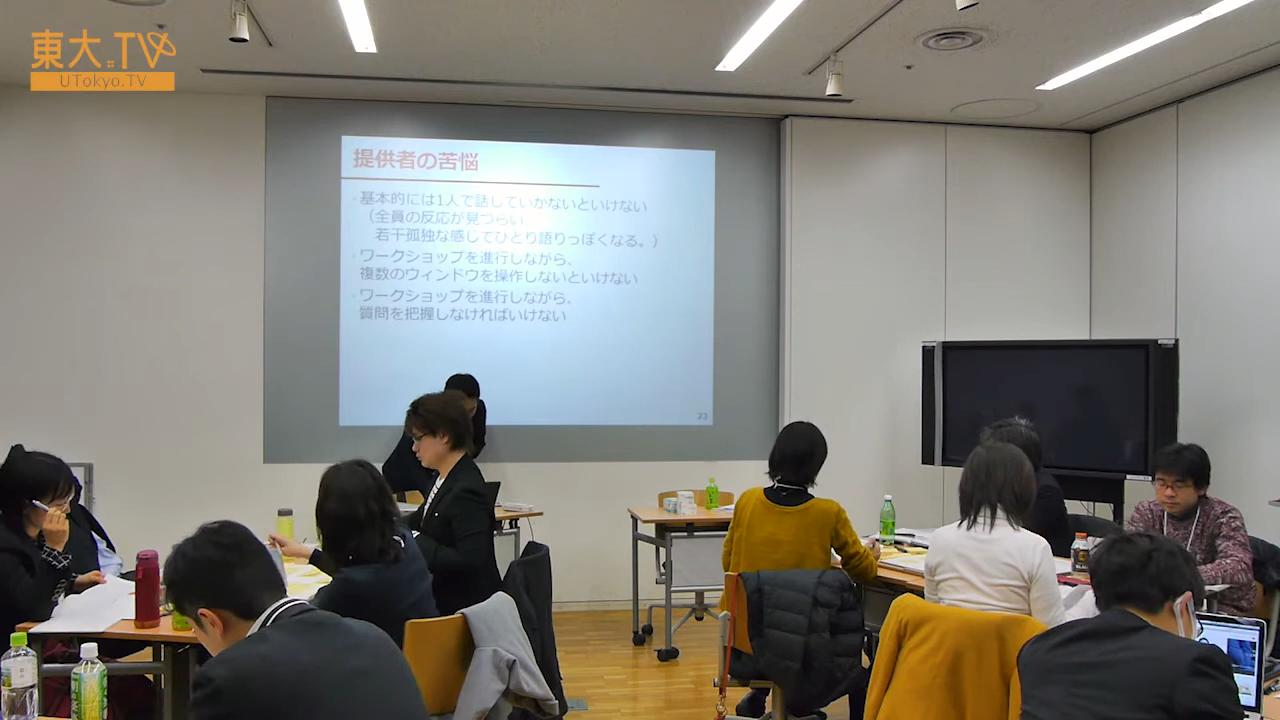 東大.TV
UTokyo.TV
提供者の苦悩
基本的には1人で話していかないといけない
（全員の反応が見づらい
若干孤独な感じてひとり語りっぽくなる。）
ワークショップを進行しながら、
複数のウィンドウを操作しないといけない
ワークショップを進行しながら、
質問を把握しなければいけない
23